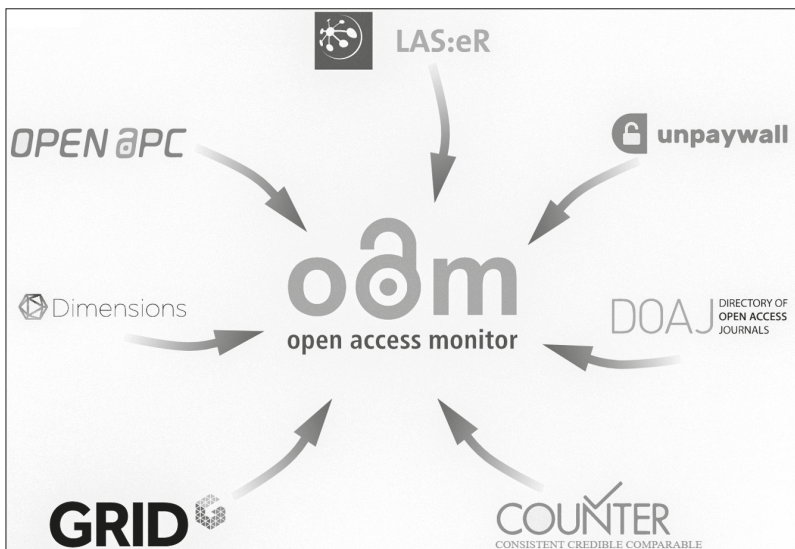 LAS:eR
OPEN aPC
unpaywall
oam
open access monitor
Dimensions
DOAJ
DIRECTORY OF
OPEN ACCESS
JOURNALS
GRID
COUNTER
CONSISTENT CREDIBLE COMPARABLE